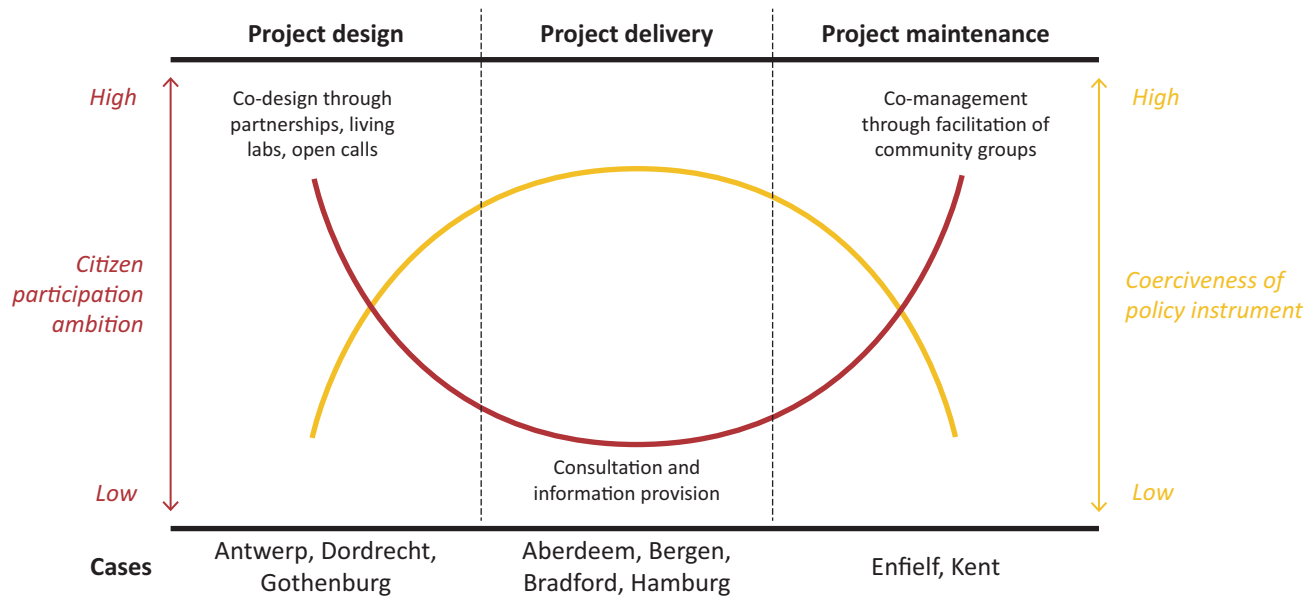 Project design
Project delivery
Project maintenance
High
Co-design through
partnerships, living
labs, open calls
Co-management
through facilitation of
community groups
High
Citizen
participation
ambition
Coerciveness of
policy instrument
Consultation and
information provision
Low
Low
Cases
Antwerp, Dordrecht,
Gothenburg
Aberdeem, Bergen,
Bradford, Hamburg
Enfielf, Kent